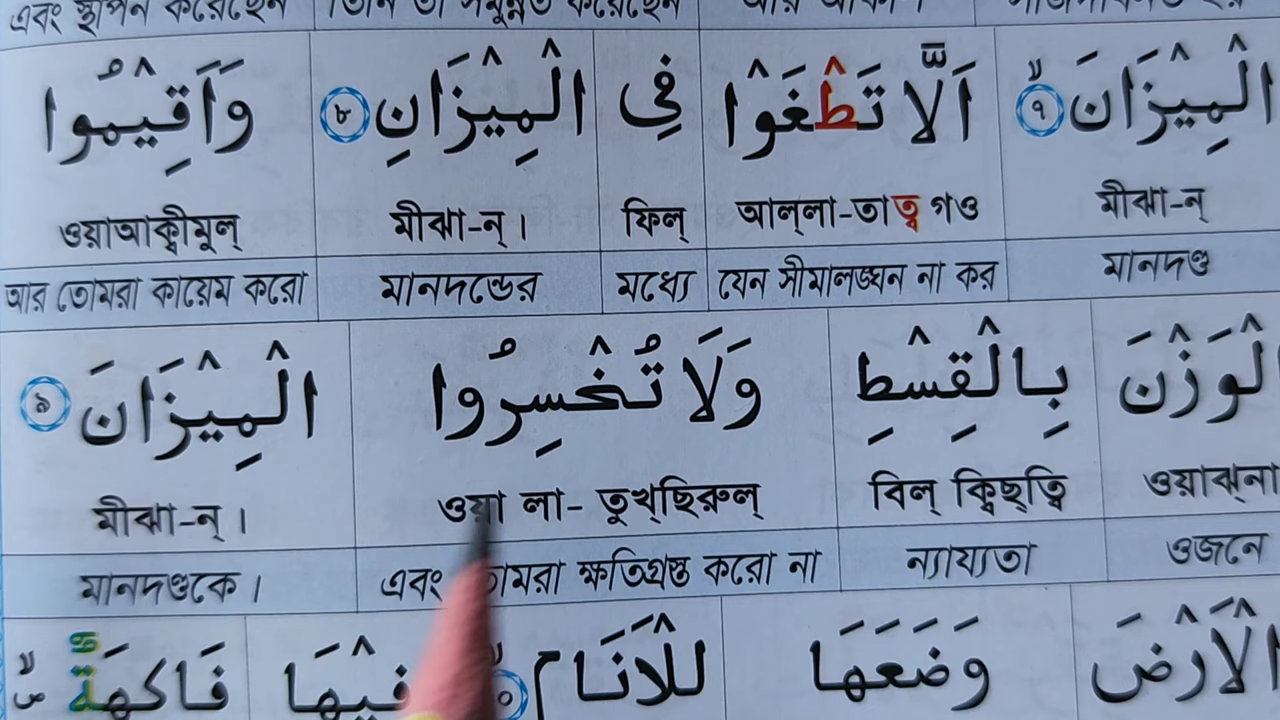 الْمِيْزَانَ ۙ ٧ اَلَّا تَطْغَوْا فِى الْمِيْزَانِ ٨ وَاَقِيْمُوا
মীঝা-ন্ আল্লা-তাত্ব্ গও ফিল্ মীঝা-ন্। ওয়াআক্বীমুল্
মানদণ্ড যেন সীমালঙ্ঘন না কর মধ্যে মানদন্ডের আর তোমরা কায়েম করো
لْوَزْنَ بِالْقِسْطِ وَلَا تُخْسِرُوا الْمِيْزَانَ ٩
ওয়াঝ্না বিল্ ক্বিছ্ত্বি ওয়া লা- তুখ্ছিরুল্ মীঝা-ন্।
ওজনে ন্যায্যতা এবং তোমরা ক্ষতিগ্রস্ত করো না মানদণ্ডকে।
الْاَرْضَ وَضَعَهَا لِلْاَنَامِ فِيْهَا فَاكِهَةٌ